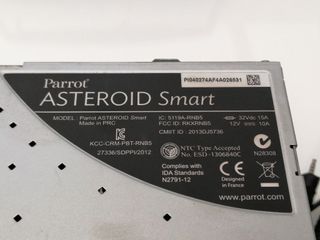 PI040274AF4A026531
Parrot
ASTEROID Smart
MODEL: Parrot ASTEROID Smart
Made in PRC
IC: 5119A-RNB5
FCC ID: RKXRNB5
CMIIT ID : 2013DJ5736
32Vdc 15A
12V 10A
KCC-CRM-PBT-RNB5
27336/SDPPI/2012
NTC Type Accepted
No. ESD-1306840C
N28308
Complies with
IDA Standards
N2791-12
Designed in France
www.parrot.com